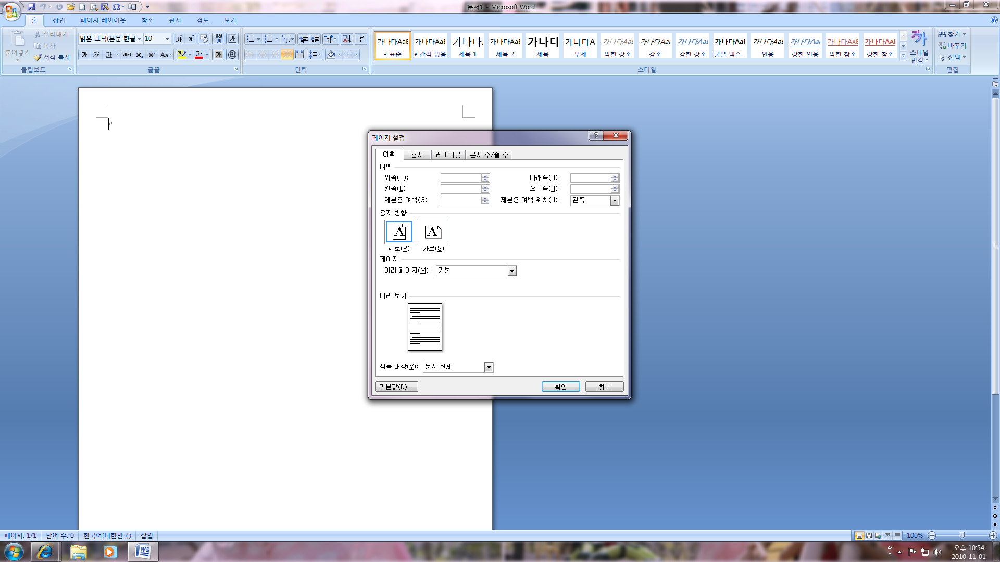 문서1 - Microsoft Word
홈 삽입 페이지 레이아웃 참조 편지 검토 보기
붙여넣기
잘라내기
복사
서식 복사
클립보드
맑은 고딕(본문 한글 10
글꼴
단락
가나다AaE 가나다AaE 가나다 가나다AaE 가나다 가나다A 가나다AaI 가나다AaI 가나다AaI 가나다AaE 가나다AaI 가나다AaI 가나다AaE 가나다AaI
표준 간격 없음 제목 1 제목 2 제목 부제 약한 강조 강조 강한 강조 굵은 텍스... 인용 강한 인용 약한 참조 강한 참조
스타일 변경
스타일
찾기
바꾸기
선택
편집
페이지 설정
여백 용지 레이아웃 문자 수/줄 수
여백
위쪽(T): 아래쪽(B):
왼쪽(L): 오른쪽(R):
제본용 여백(G): 제본용 여백 위치(U): 왼쪽
용지 방향
A A
세로(P) 가로(S)
페이지
여러 페이지(M): 기본
미리 보기
적용 대상(Y): 문서 전체
기본값(D)... 확인 취소
페이지: 1/1 단어 수: 0 한국어(대한민국) 삽입 100%
오후 10:54
2010-11-01